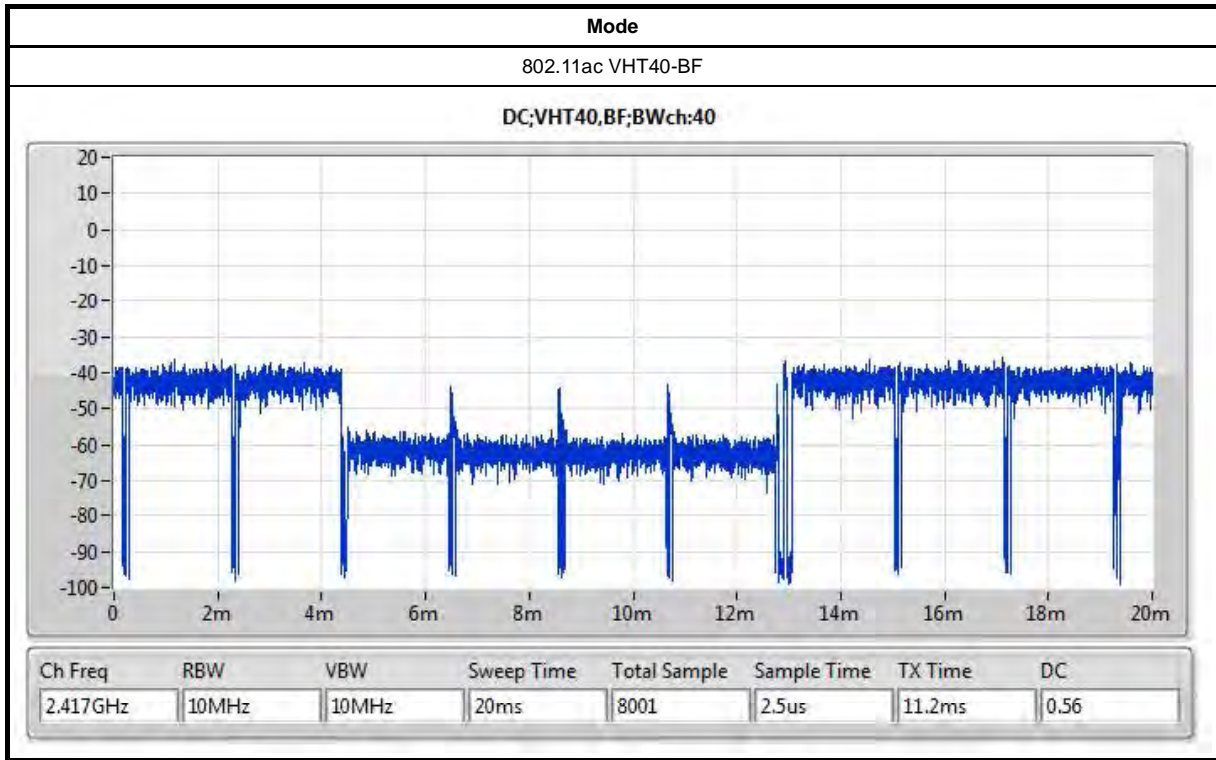 Mode
802.11ac VHT40-BF
DC;VHT40,BF;BWch:40
20
10
0
-10
-20
-30
-40
-50
-60
-70
-80
-90
-100
0 2m 4m 6m 8m 10m 12m 14m 16m 18m 20m
Ch Freq RBW VBW Sweep Time Total Sample Sample Time TX Time DC
2.417GHz 10MHz 10MHz 20ms 8001 2.5us 11.2ms 0.56